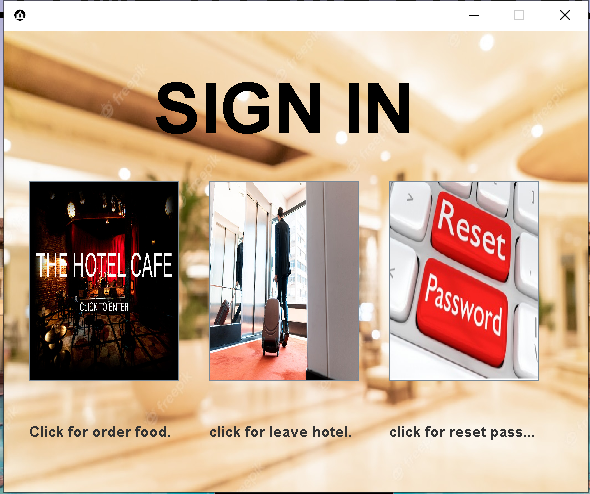 SIGN IN
THE HOTEL CAFE
CLICK TO ENTER
Reset
Password
Click for order food.
click for leave hotel.
click for reset pass...